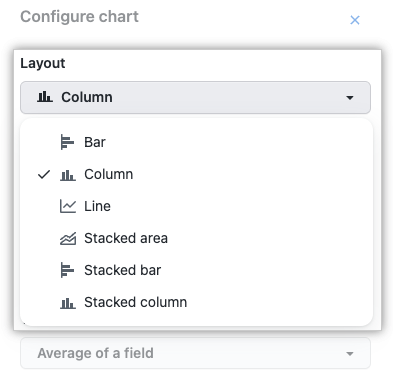 Configure chart
Layout
Column
Bar
Column
Line
Stacked area
Stacked bar
Stacked column
Average of a field